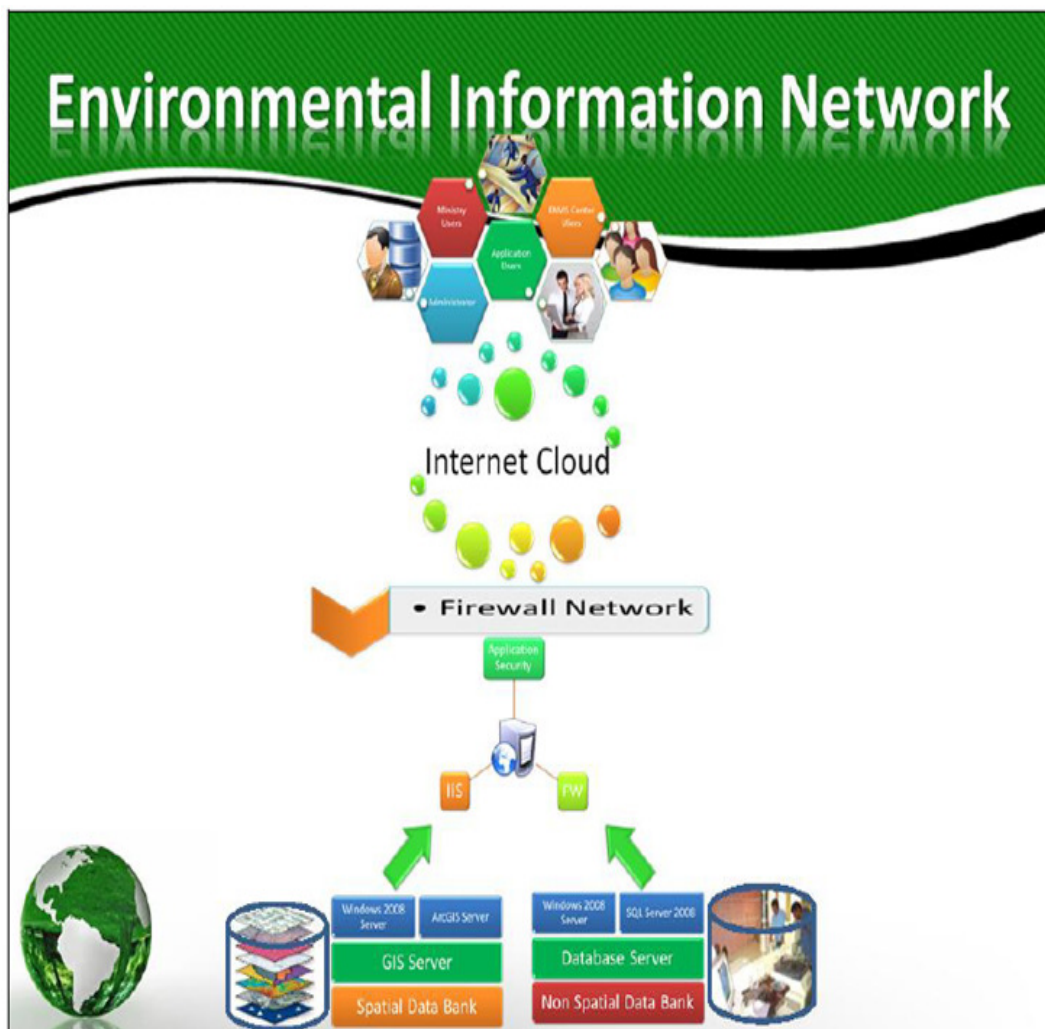 Environmental Information Network
Ministry
Users
Center
Users
Application
Users
Administrator
Internet Cloud
• Firewall Network
Application
Security
IIS
FW
Windows 2008
Server
ArcGIS Server
GIS Server
Spatial Data Bank
Windows 2008
Server
SQL Server 2008
Database Server
Non Spatial Data Bank